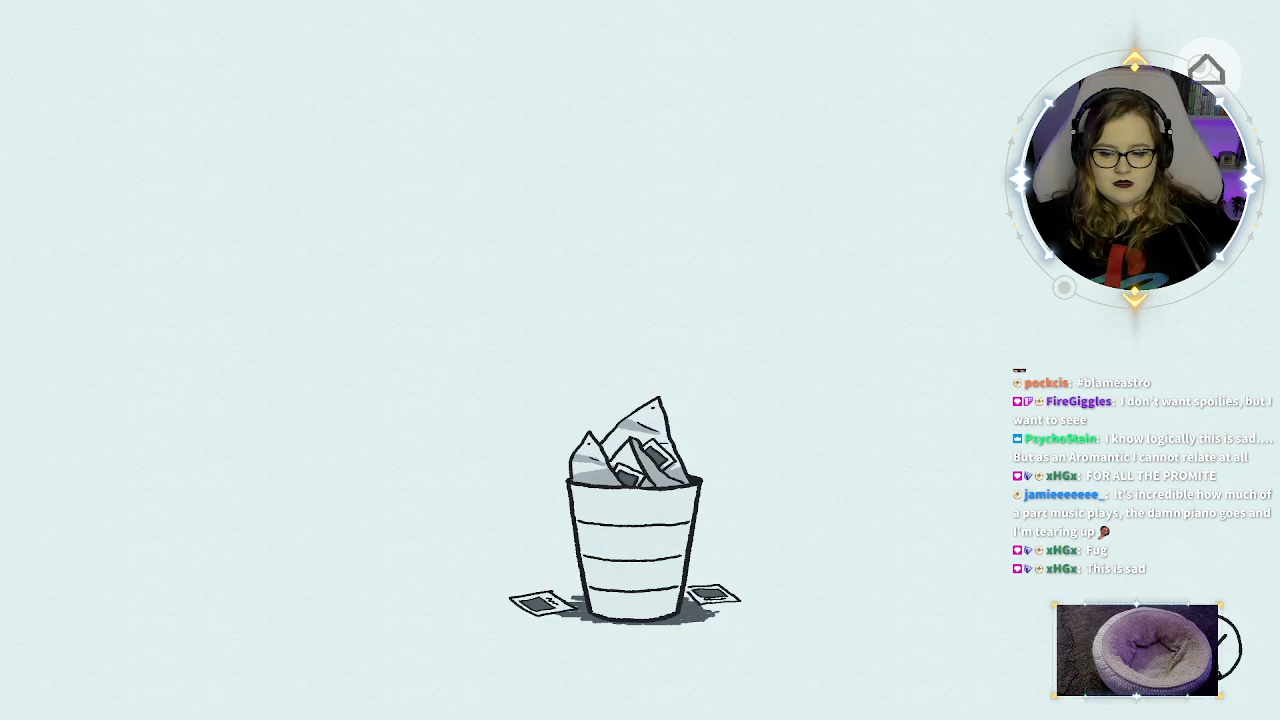 pockcis: #blameastro
FireGiggles: I don't want spoilies, but I
want to seee
PsychoStain: I know logically this is sad....
But as an Aromantic I cannot relate at all
xHGx: FOR ALL THE PROMITE
jamieeeeeee_: It's incredible how much of
a part music plays, the damn piano goes and
I'm tearing up
xHGx: Fug
xHGx: This is sad